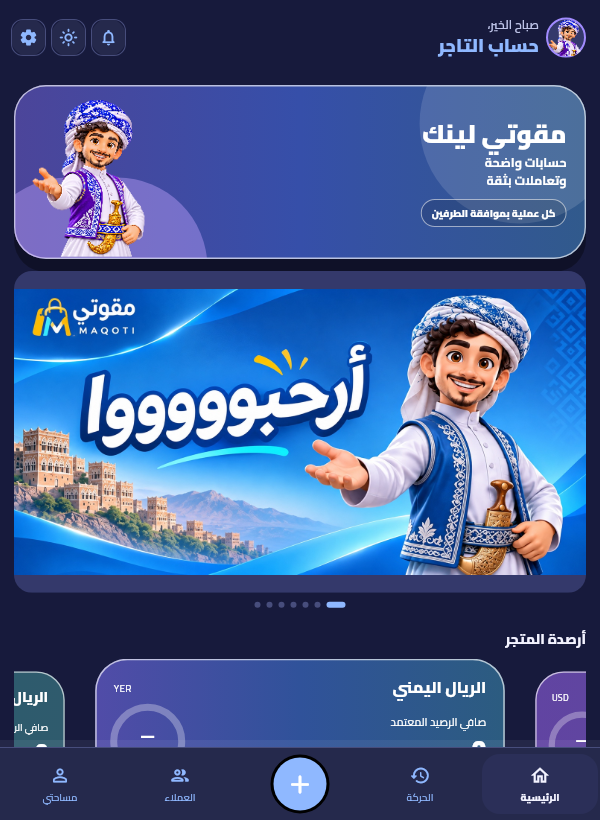 صباح الخير،
حساب التاجر
مقوتي لينك
حسابات واضحة
وتعاملات بثقة
كل عملية بموافقة الطرفين
مقوتي
MAQOTI
أرحبوووووا
أرصدة المتجر
USD
الريال اليمني
YER
صافي الرصيد المعتمد
الريال
صافي الر
الرئيسية
الحركة
العملاء
مساحتي